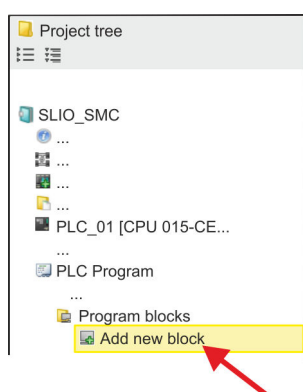 Project tree
SLIO_SMC
...
...
...
...
PLC_01 [CPU 015-CE...
...
PLC Program
...
Program blocks
Add new block